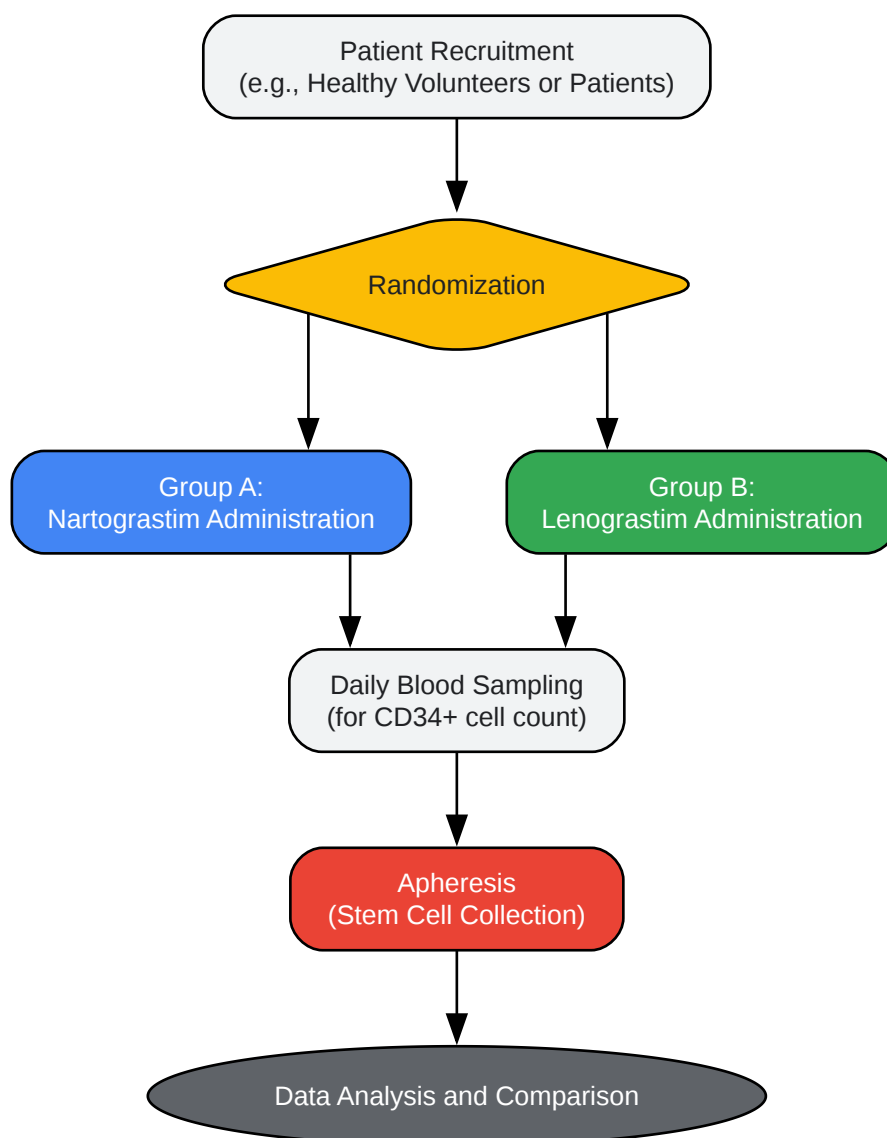 Patient Recruitment
(e.g., Healthy Volunteers or Patients)
Randomization
Group A:
Nartograstim Administration
Group B:
Lenograstim Administration
Daily Blood Sampling
(for CD34+ cell count)
Apheresis
(Stem Cell Collection)
Data Analysis and Comparison